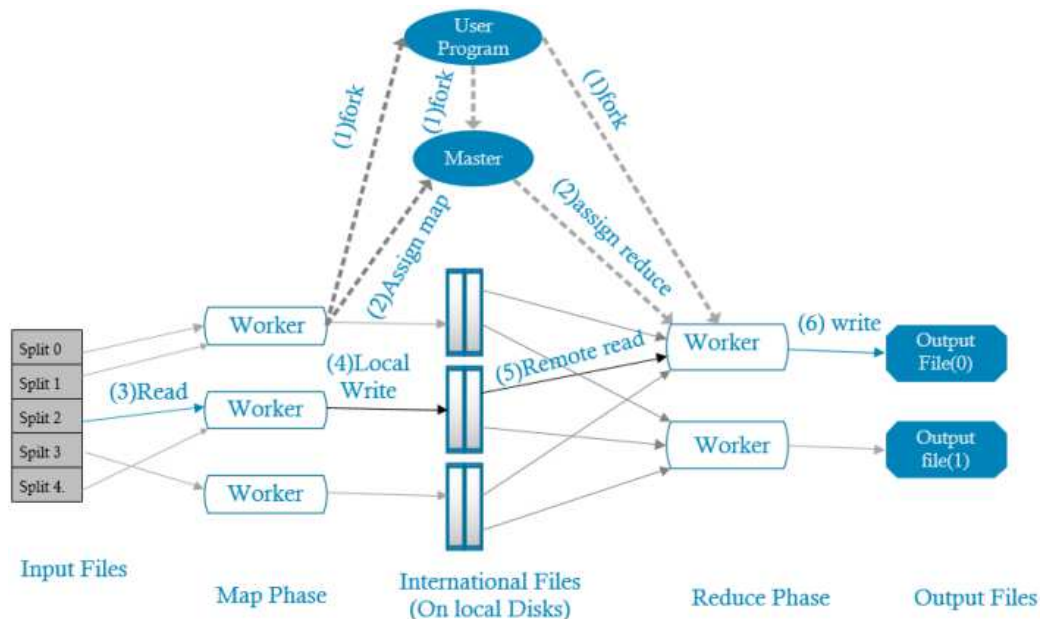 User
Program
(1)fork
(1)fork
(1)fork
Master
(2)Assign map
(2)assign reduce
Split 0
Split 1
Split 2
Spilt 3
Split 4.
(3)Read
Worker
Worker
Worker
(4)Local
Write
(5)Remote read
Worker
Worker
(6) write
Output
File(0)
Output
file(1)
Input Files
Map Phase
International Files
(On local Disks)
Reduce Phase
Output Files